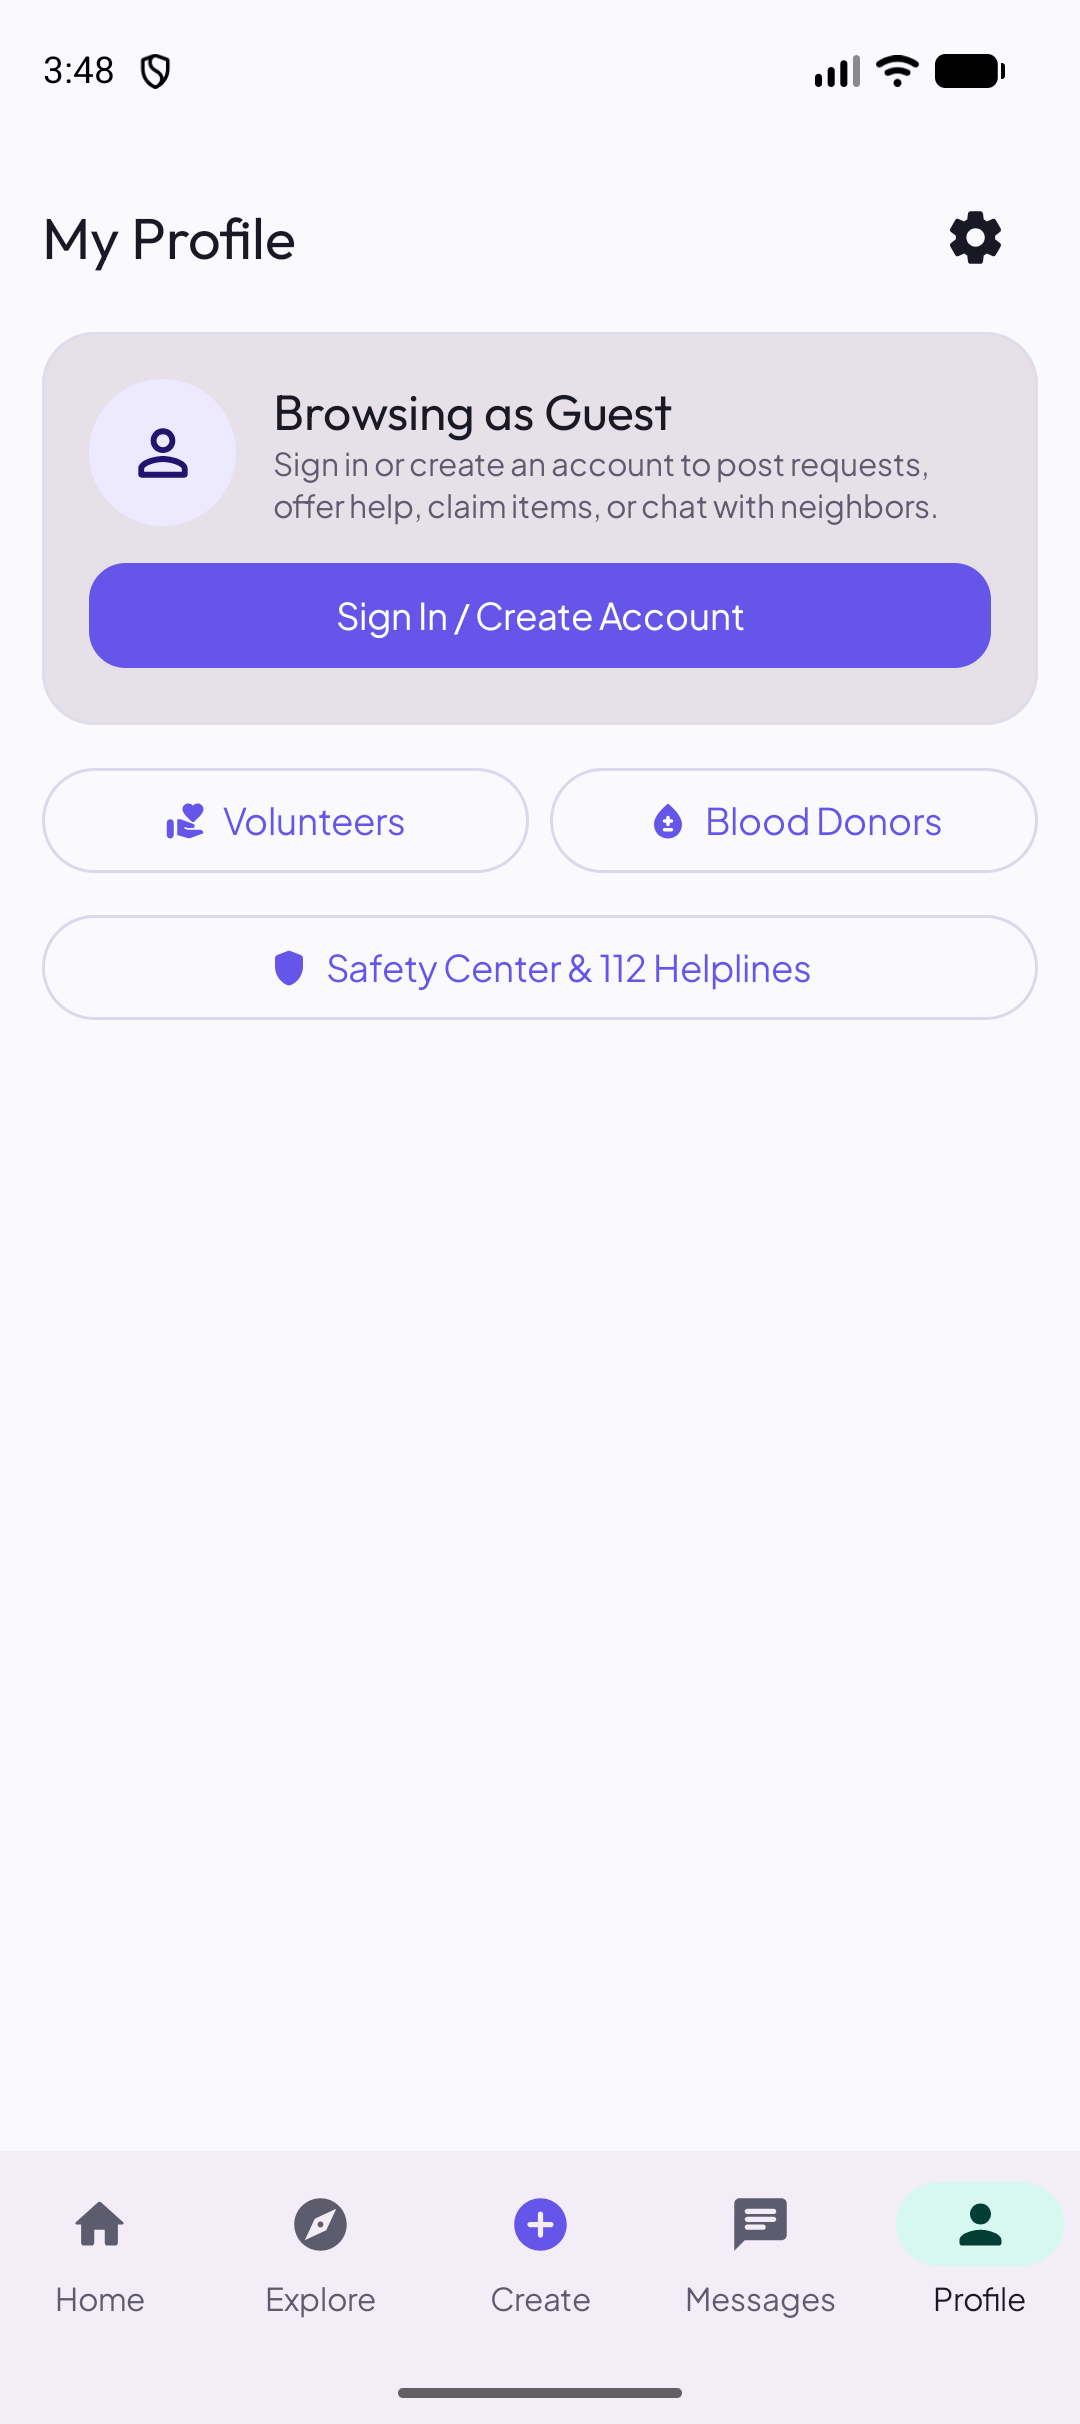 3:48
My Profile
Browsing as Guest
Sign in or create an account to post requests,
offer help, claim items, or chat with neighbors.
Sign In / Create Account
Volunteers
Blood Donors
Safety Center & 112 Helplines
Home
Explore
Create
Messages
Profile